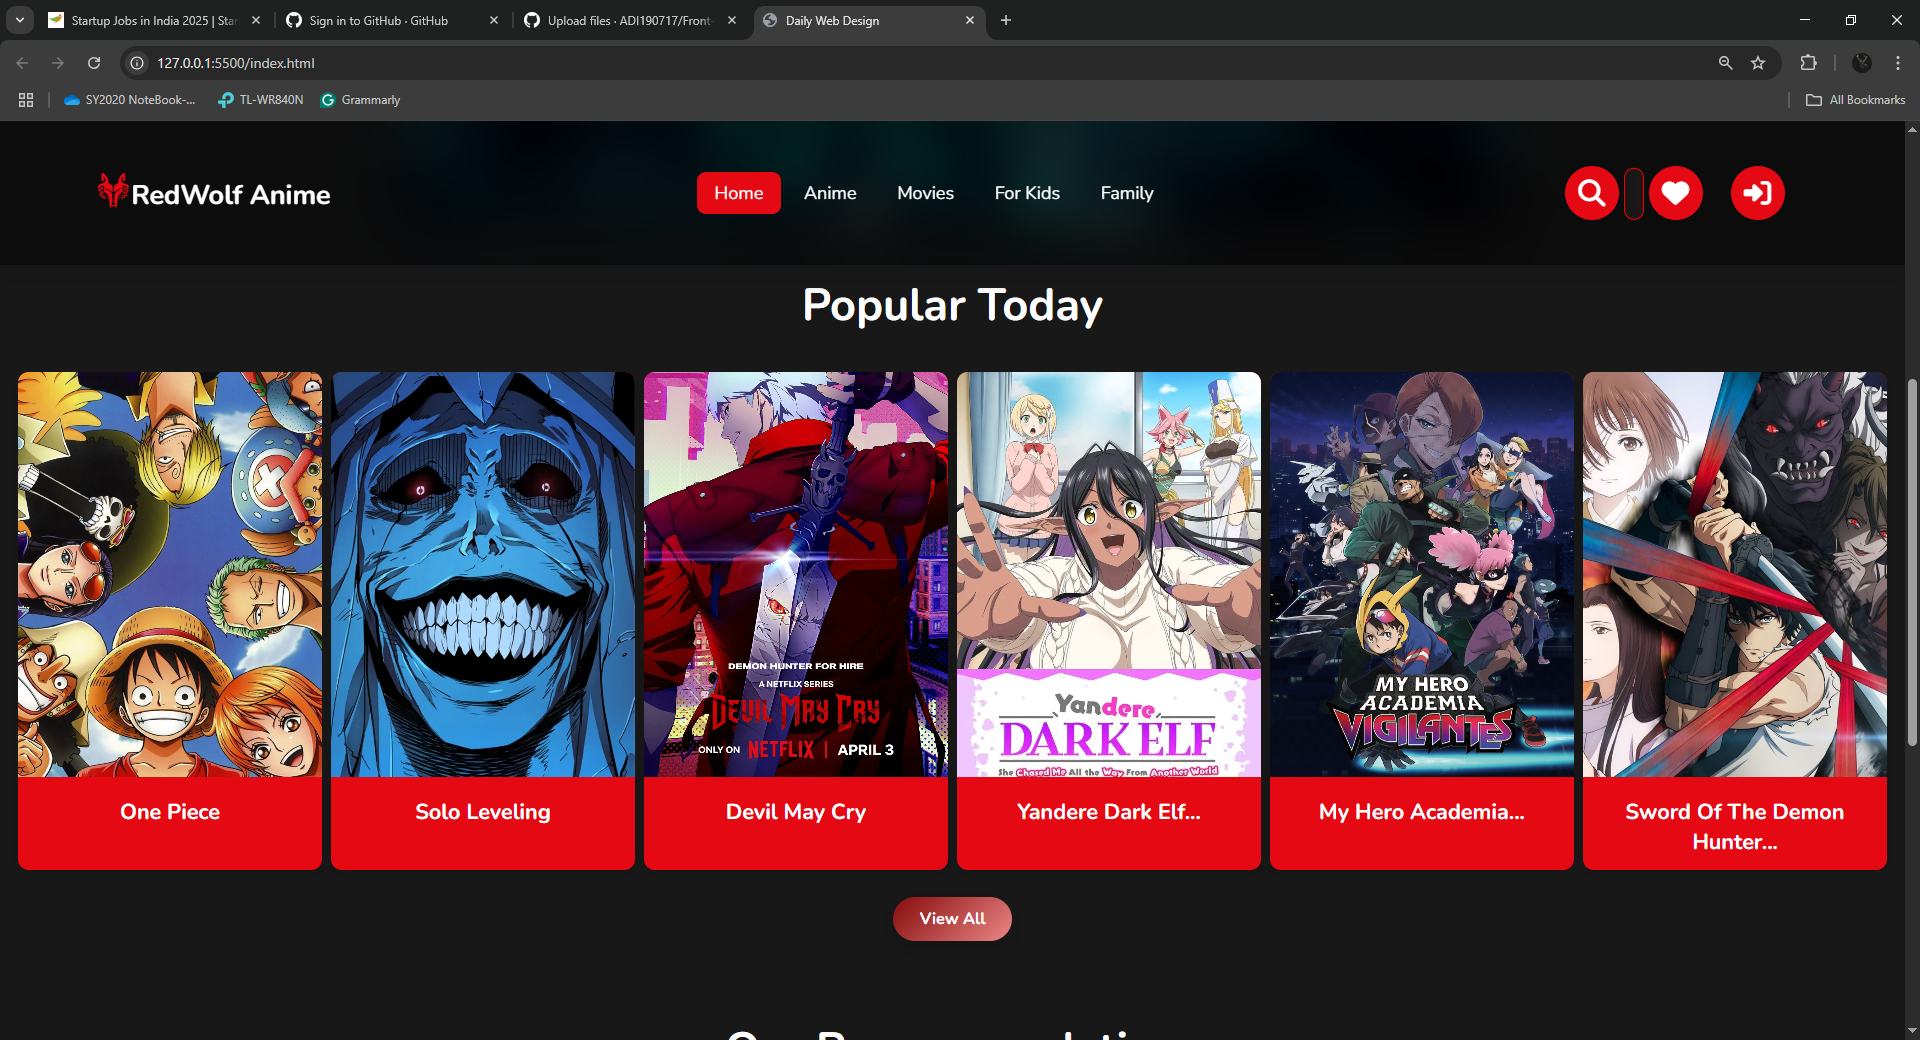 Startup Jobs in India 2025 | Star
Sign in to GitHub · GitHub
Upload files · ADI190717/Front-
Daily Web Design
127.0.0.1:5500/index.html
SY2020 NoteBook-...
TL-WR840N
Grammarly
All Bookmarks
RedWolf Anime
Home
Anime
Movies
For Kids
Family
Popular Today
DEMON HUNTER FOR HIRE
A NETFLIX SERIES
DEVIL MAY CRY
ONLY ON NETFLIX | APRIL 3
Yandere
DARK ELF
She Chased Me All the Way From Another World
MY HERO
ACADEMIA
VIGILANTES
One Piece
Solo Leveling
Devil May Cry
Yandere Dark Elf...
My Hero Academia...
Sword Of The Demon
Hunter...
View All